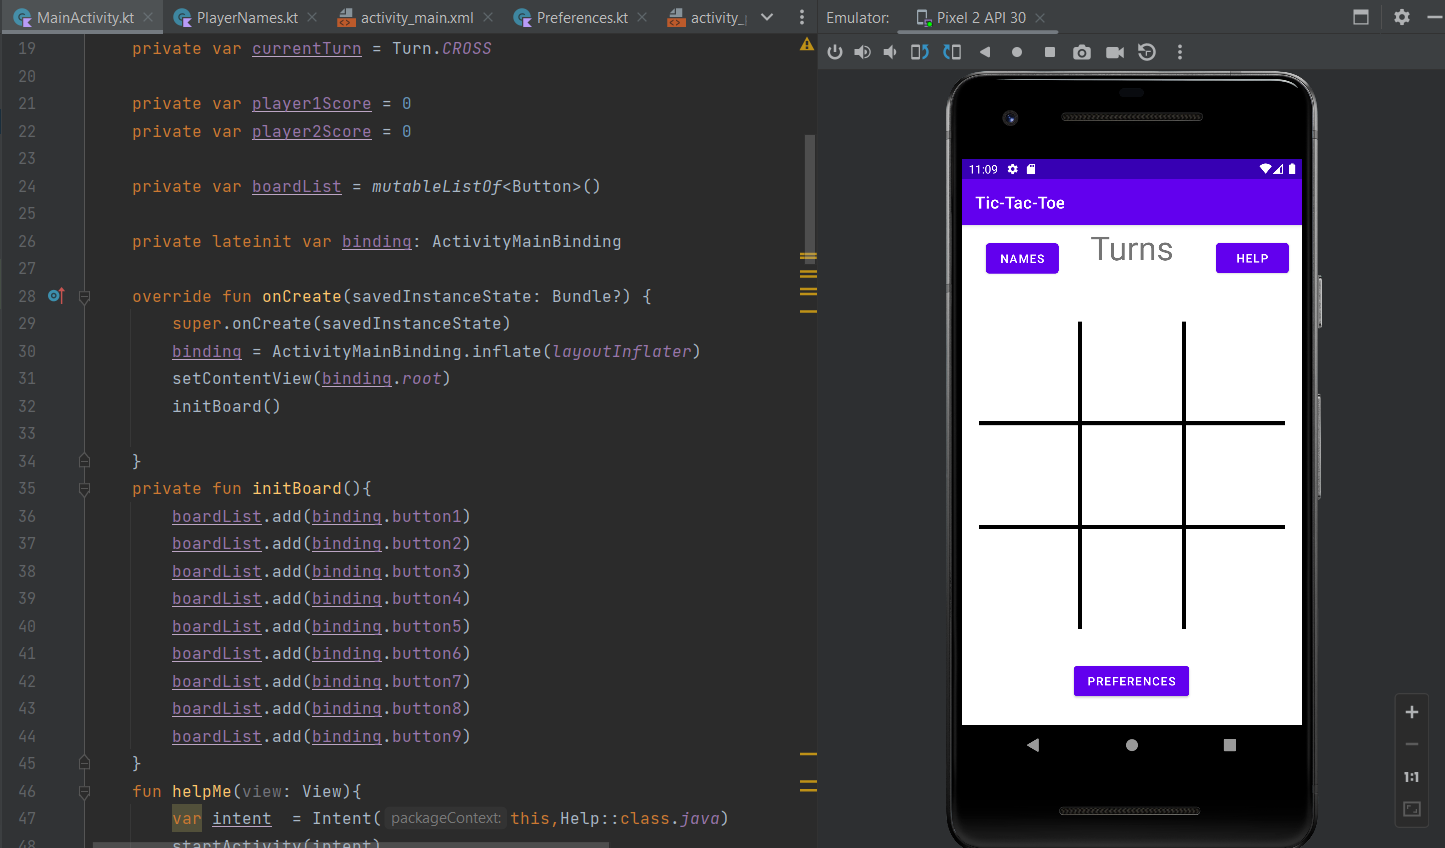 MainActivity.kt PlayerNames.kt activity_main.xml Preferences.kt activity_
Emulator: Pixel 2 API 30
19 private var currentTurn = Turn.CROSS
20
21 private var player1Score = 0
22 private var player2Score = 0
23
24 private var boardList = mutableListOf<Button>()
25
26 private lateinit var binding: ActivityMainBinding
27
28 override fun onCreate(savedInstanceState: Bundle?) {
29 super.onCreate(savedInstanceState)
30 binding = ActivityMainBinding.inflate(layoutInflater)
31 setContentView(binding.root)
32 initBoard()
33
34 }
35 private fun initBoard(){
36 boardList.add(binding.button1)
37 boardList.add(binding.button2)
38 boardList.add(binding.button3)
39 boardList.add(binding.button4)
40 boardList.add(binding.button5)
41 boardList.add(binding.button6)
42 boardList.add(binding.button7)
43 boardList.add(binding.button8)
44 boardList.add(binding.button9)
45 }
46 fun helpMe(view: View){
47 var intent = Intent( packageContext: this,Help::class.java)
48 startActivity(intent)
11:09
Tic-Tac-Toe
NAMES Turns HELP
PREFERENCES
1:1